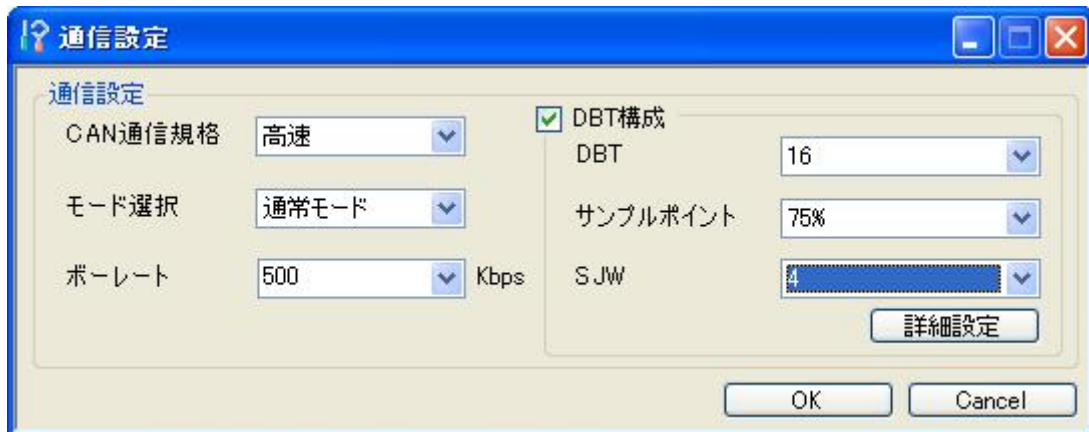 通信設定
通信設定
CAN通信規格 高速
モード選択 通常モード
ボーレート 500 Kbps
DBT構成
DBT 16
サンプルポイント 75%
SJW 4
詳細設定
OK Cancel